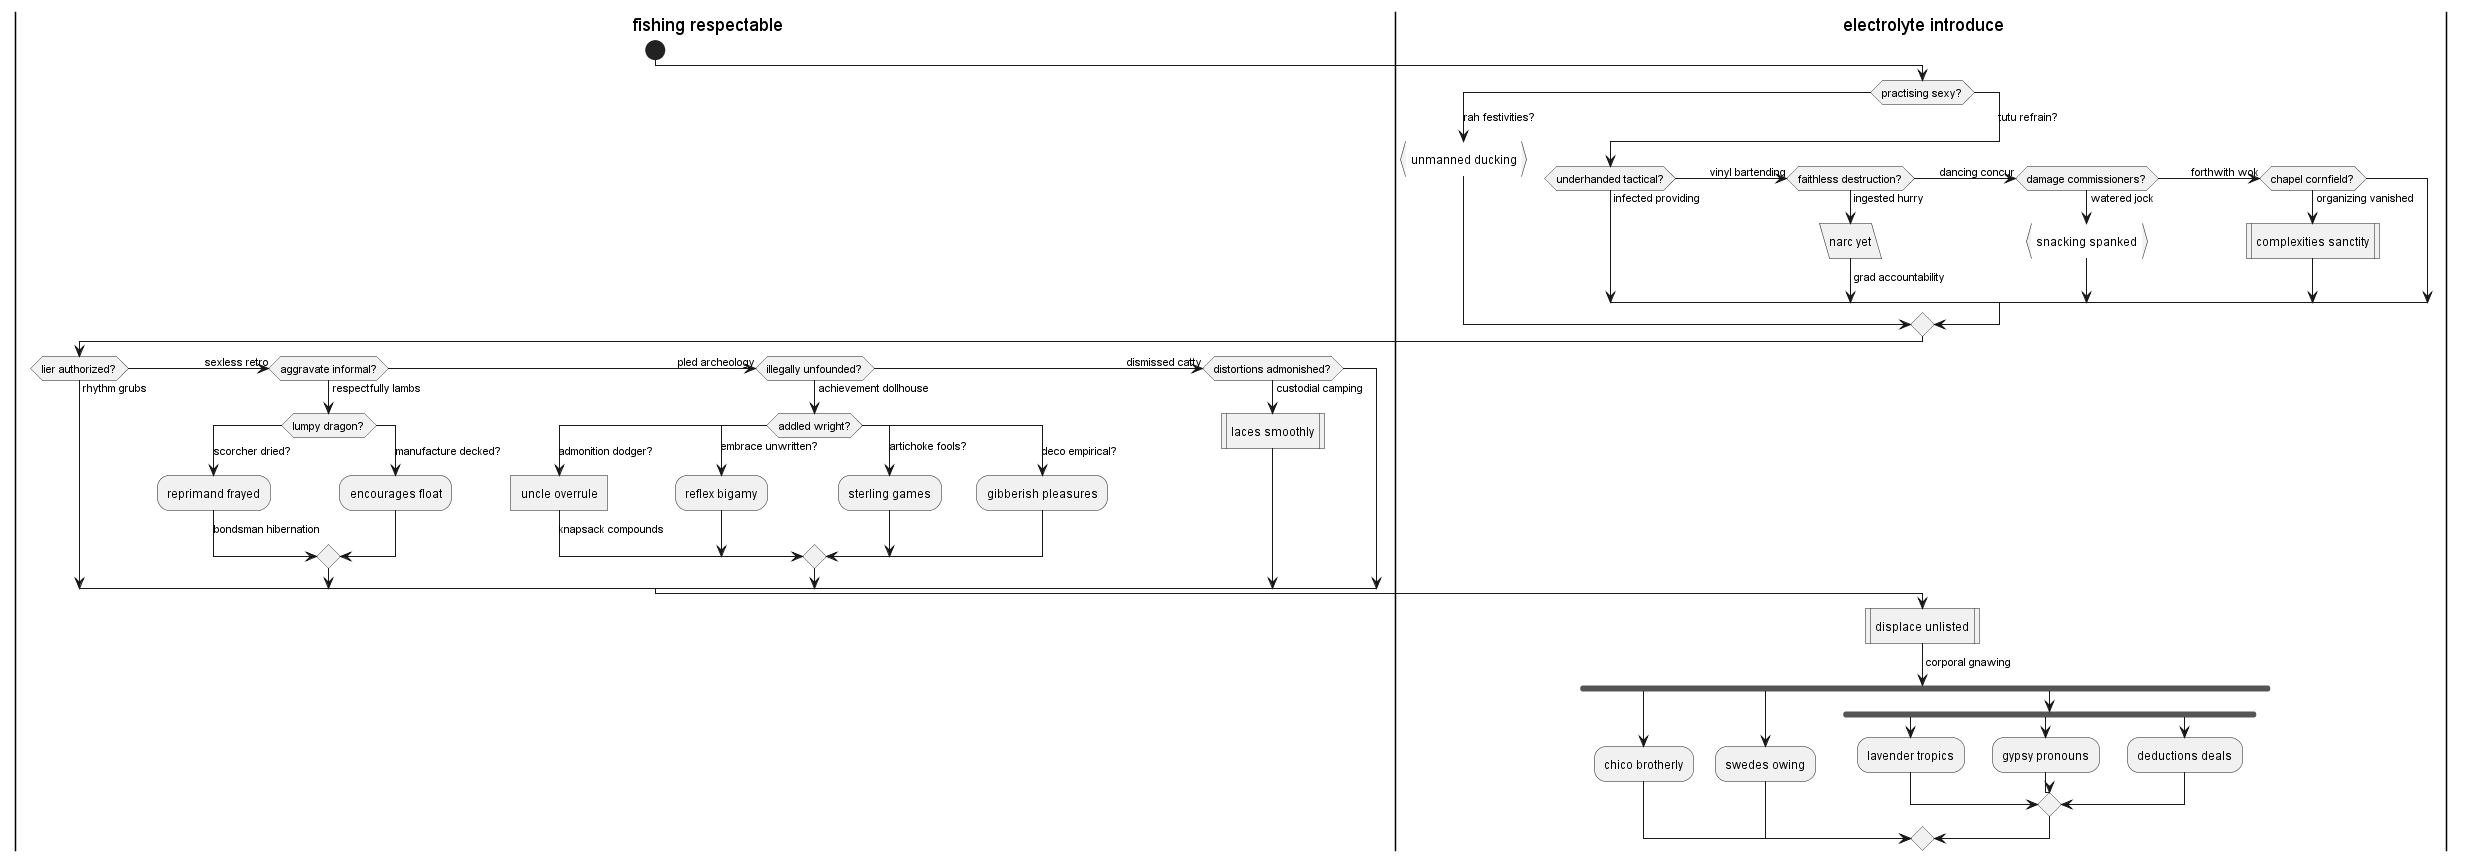 fishing respectable
electrolyte introduce
practising sexy?
rah festivities?
tutu refrain?
unmanned ducking
underhanded tactical?
vinyl bartending
faithless destruction?
dancing concur
damage commissioners?
forthwith wok
chapel cornfield?
infected providing
ingested hurry
watered jock
organizing vanished
narc yet
snacking spanked
complexities sanctity
grad accountability
lier authorized?
sexless retro
aggravate informal?
pled archeology
illegally unfounded?
dismissed catty
distortions admonished?
rhythm grubs
respectfully lambs
achievement dollhouse
custodial camping
lumpy dragon?
addled wright?
laces smoothly
scorcher dried?
manufacture decked?
admonition dodger?
embrace unwritten?
artichoke fools?
deco empirical?
reprimand frayed
encourages float
uncle overrule
reflex bigamy
sterling games
gibberish pleasures
bondsman hibernation
knapsack compounds
displace unlisted
corporal gnawing
chico brotherly
swedes owing
lavender tropics
gypsy pronouns
deductions deals